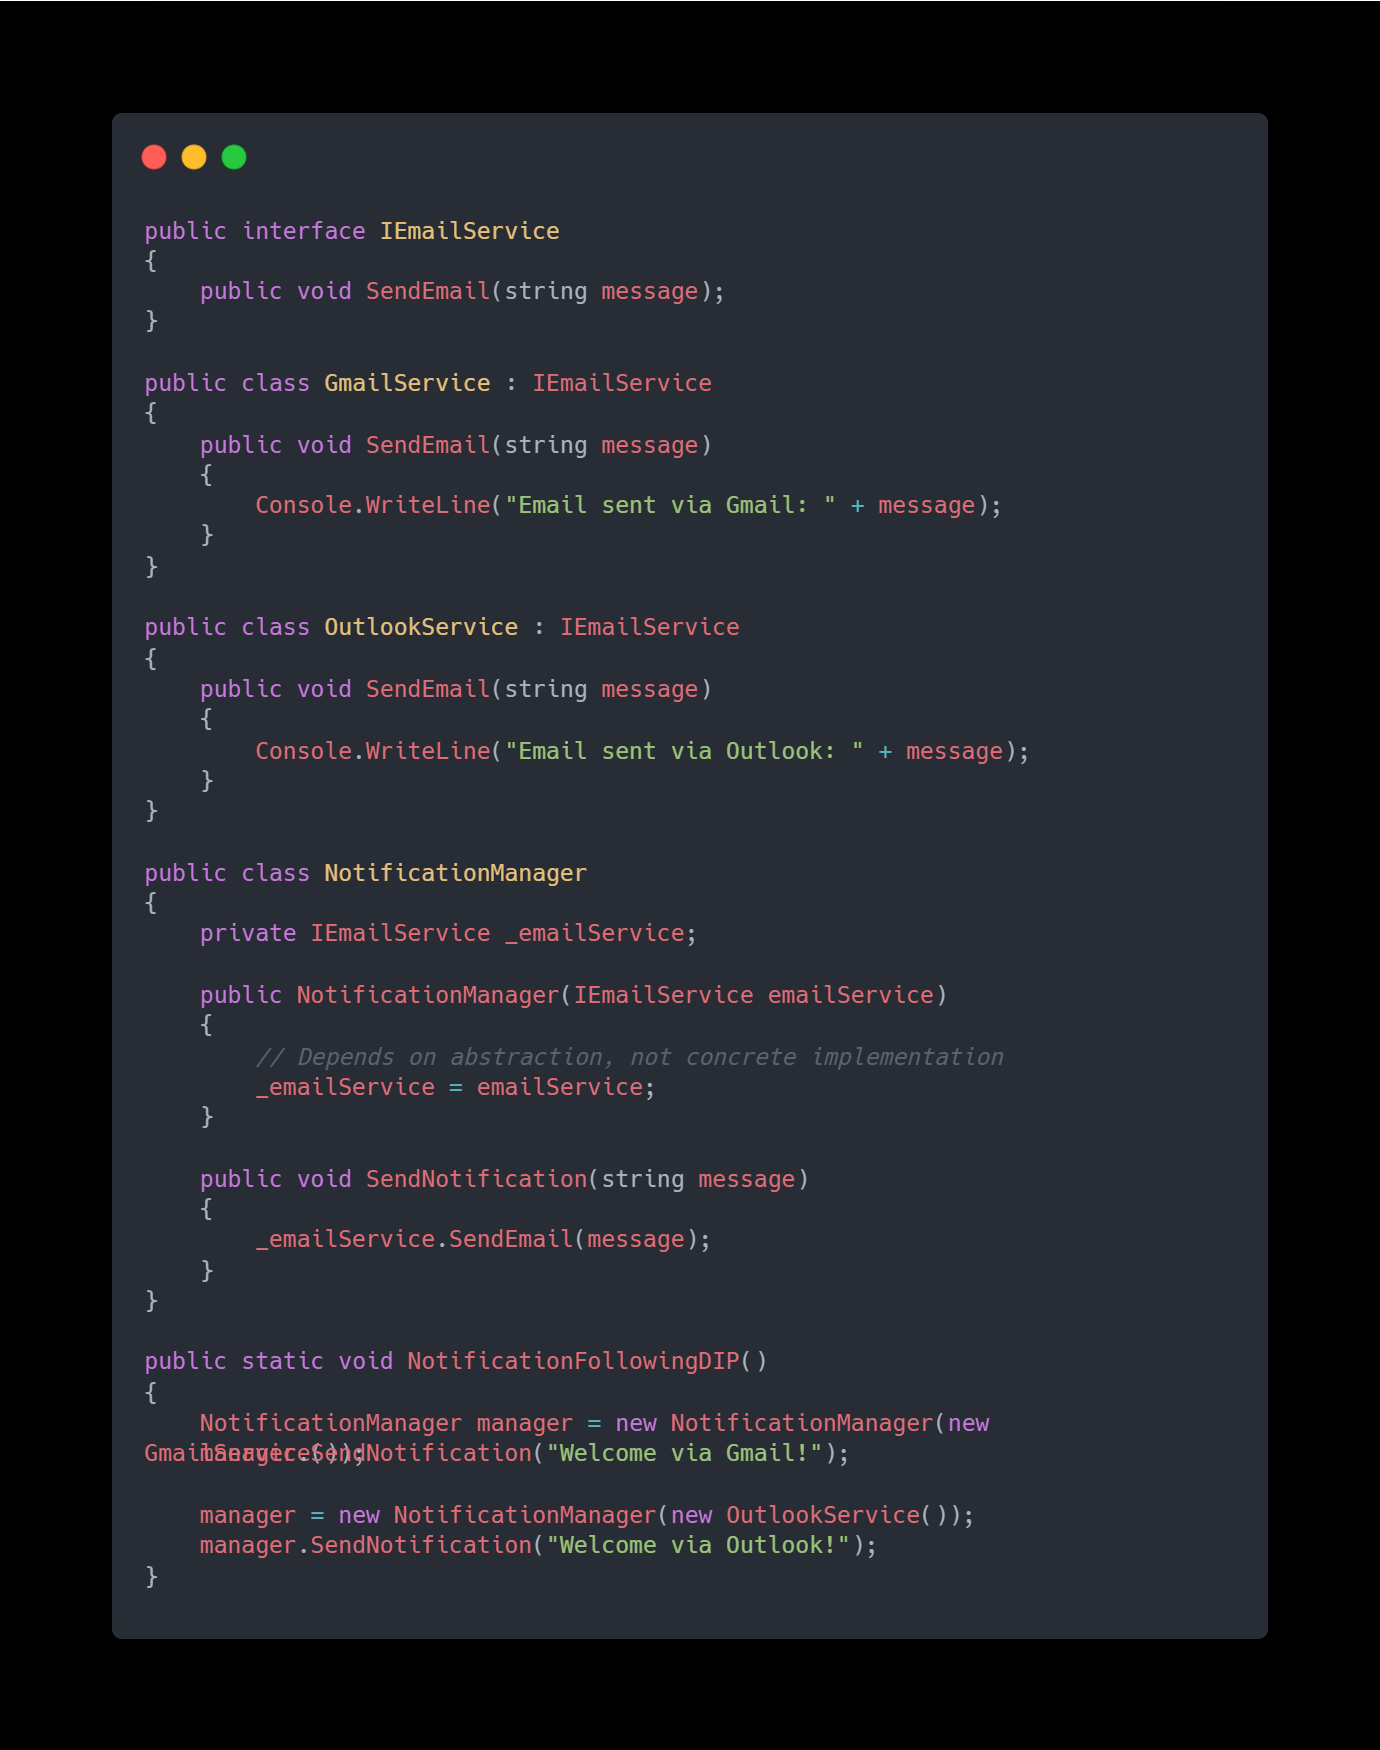 public interface IEmailService
{
    public void SendEmail(string message);
}

public class GmailService : IEmailService
{
    public void SendEmail(string message)
    {
        Console.WriteLine("Email sent via Gmail: " + message);
    }
}

public class OutlookService : IEmailService
{
    public void SendEmail(string message)
    {
        Console.WriteLine("Email sent via Outlook: " + message);
    }
}

public class NotificationManager
{
    private IEmailService _emailService;

    public NotificationManager(IEmailService emailService)
    {
        // Depends on abstraction, not concrete implementation
        _emailService = emailService;
    }

    public void SendNotification(string message)
    {
        _emailService.SendEmail(message);
    }
}

public static void NotificationFollowingDIP()
{
    NotificationManager manager = new NotificationManager(new
GmailService());
    manager.SendNotification("Welcome via Gmail!");

    manager = new NotificationManager(new OutlookService());
    manager.SendNotification("Welcome via Outlook!");
}